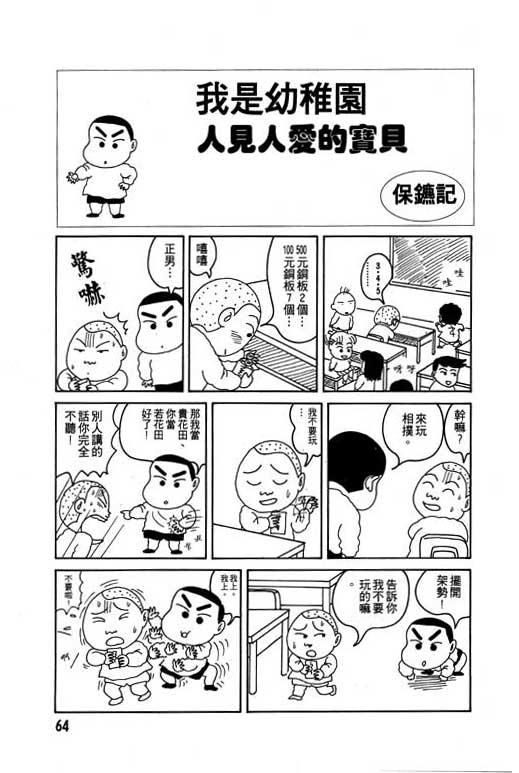 我是幼稚園
人見人愛的寶貝
保鑣記
3．4．5
哇
哇
500元銅板2個…
100元銅板7個
嘻嘻
正男…
驚嚇
幹嘛？
來玩
相撲。
我不要玩
…
那我當
貴花田、
你當
若花田
好了！
別人講的
話你完全
不聽！
擺開
架勢！
告訴你
我不要
玩的嘛
。
我上。
我上。
不要啦
64